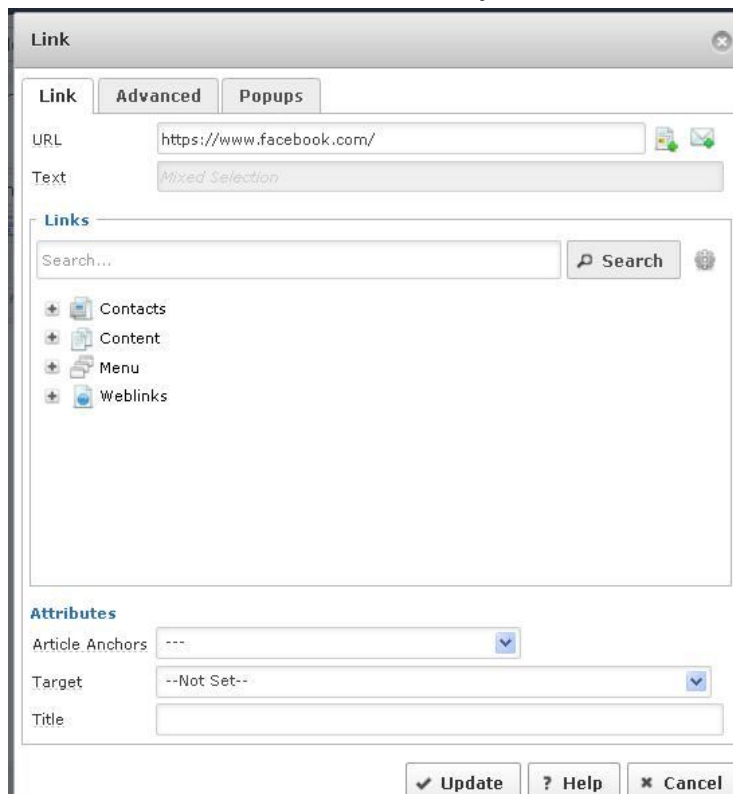 Link
Link Advanced Popups
URL https://www.facebook.com/
Text Mixed Selection
Links
Search... Search
Contacts
Content
Menu
Weblinks
Attributes
Article Anchors ---
Target --Not Set--
Title
Update ? Help Cancel